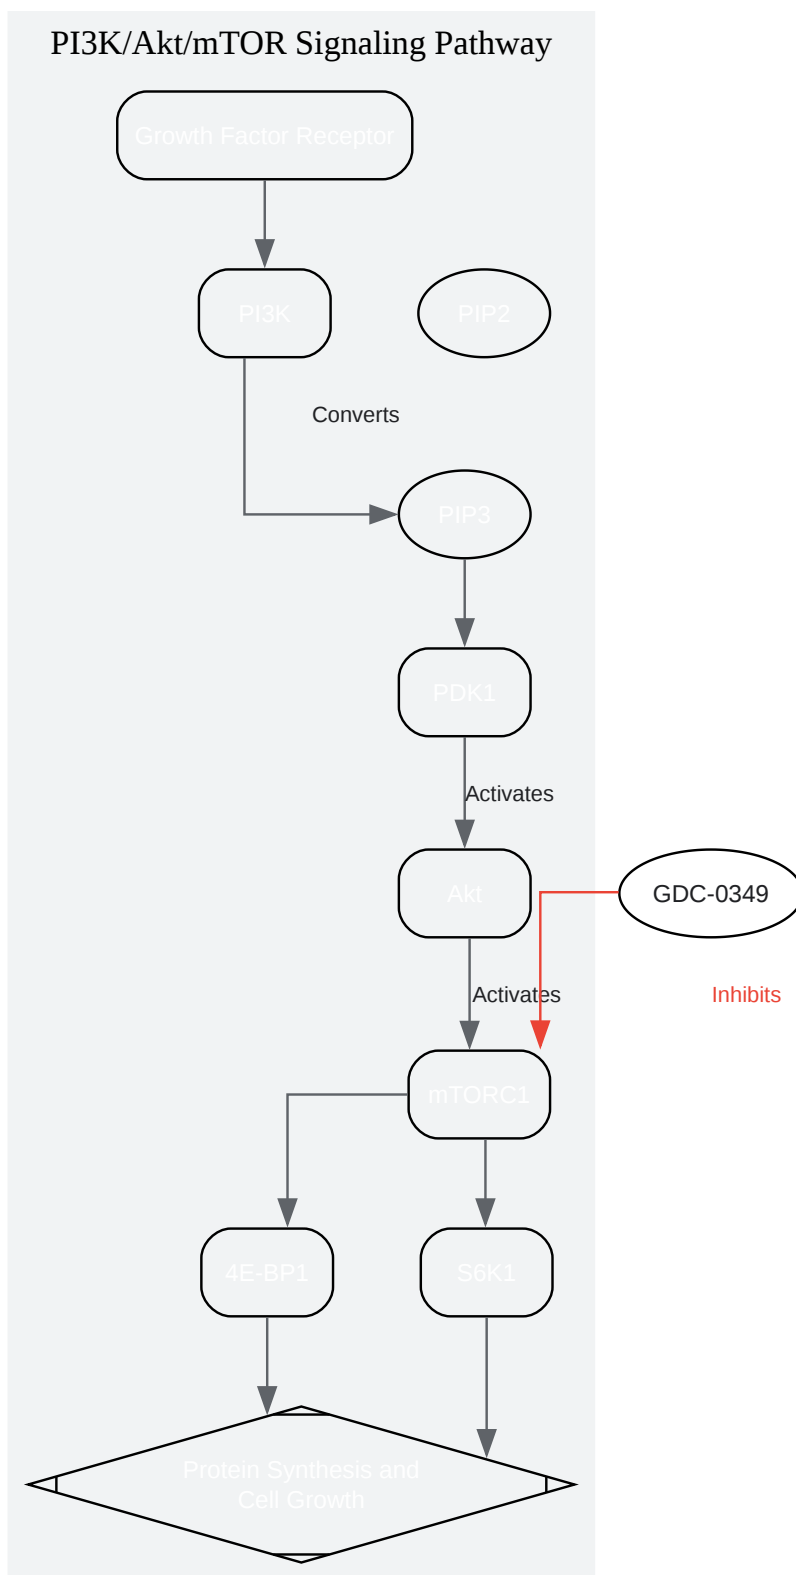 PI3K/Akt/mTOR Signaling Pathway
Growth Factor Receptor
PI3K
PIP2
Converts
PIP3
PDK1
Activates
Akt
GDC-0349
Activates
Inhibits
mTORC1
4E-BP1
S6K1
Protein Synthesis and
Cell Growth